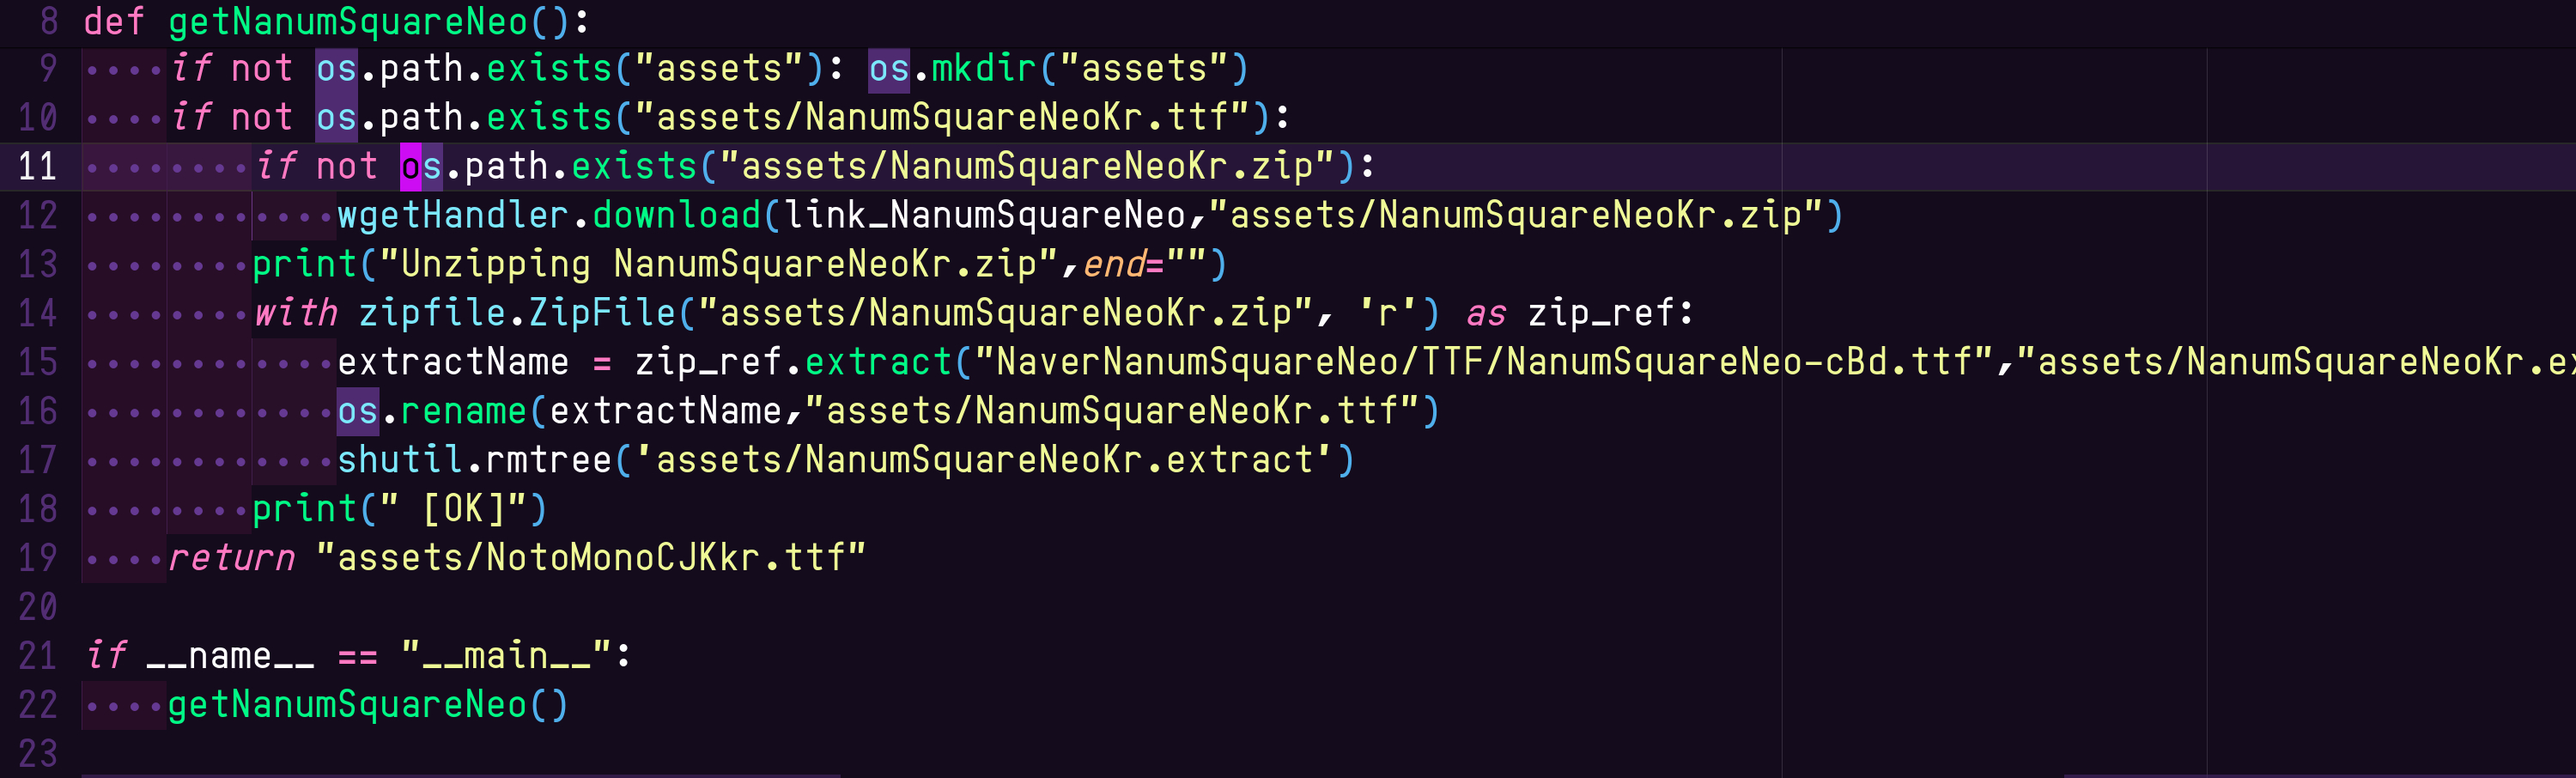 8 def getNanumSquareNeo():
9 ····if not os.path.exists("assets"): os.mkdir("assets")
10 ····if not os.path.exists("assets/NanumSquareNeoKr.ttf"):
11 ········if not os.path.exists("assets/NanumSquareNeoKr.zip"):
12 ············wgetHandler.download(link_NanumSquareNeo,"assets/NanumSquareNeoKr.zip")
13 ········print("Unzipping NanumSquareNeoKr.zip",end="")
14 ········with zipfile.ZipFile("assets/NanumSquareNeoKr.zip", 'r') as zip_ref:
15 ············extractName = zip_ref.extract("NaverNanumSquareNeo/TTF/NanumSquareNeo-cBd.ttf","assets/NanumSquareNeoKr.ex
16 ············os.rename(extractName,"assets/NanumSquareNeoKr.ttf")
17 ············shutil.rmtree('assets/NanumSquareNeoKr.extract')
18 ········print(" [OK]")
19 ····return "assets/NotoMonoCJKkr.ttf"
20
21 if __name__ == "__main__":
22 ····getNanumSquareNeo()
23